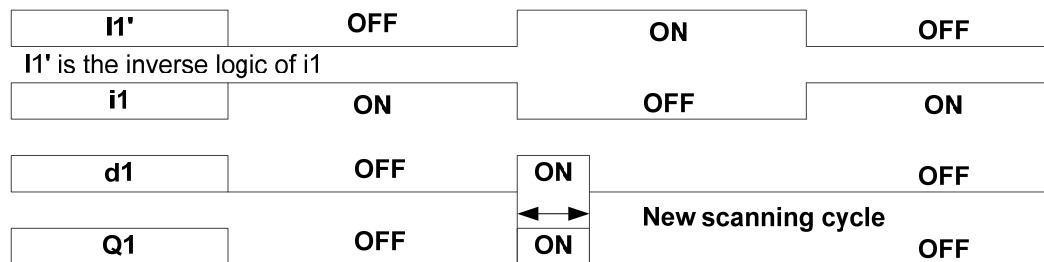 I1' OFF ON OFF
I1' is the inverse logic of i1
i1 ON OFF ON
d1 OFF ON OFF
New scanning cycle
Q1 OFF ON OFF